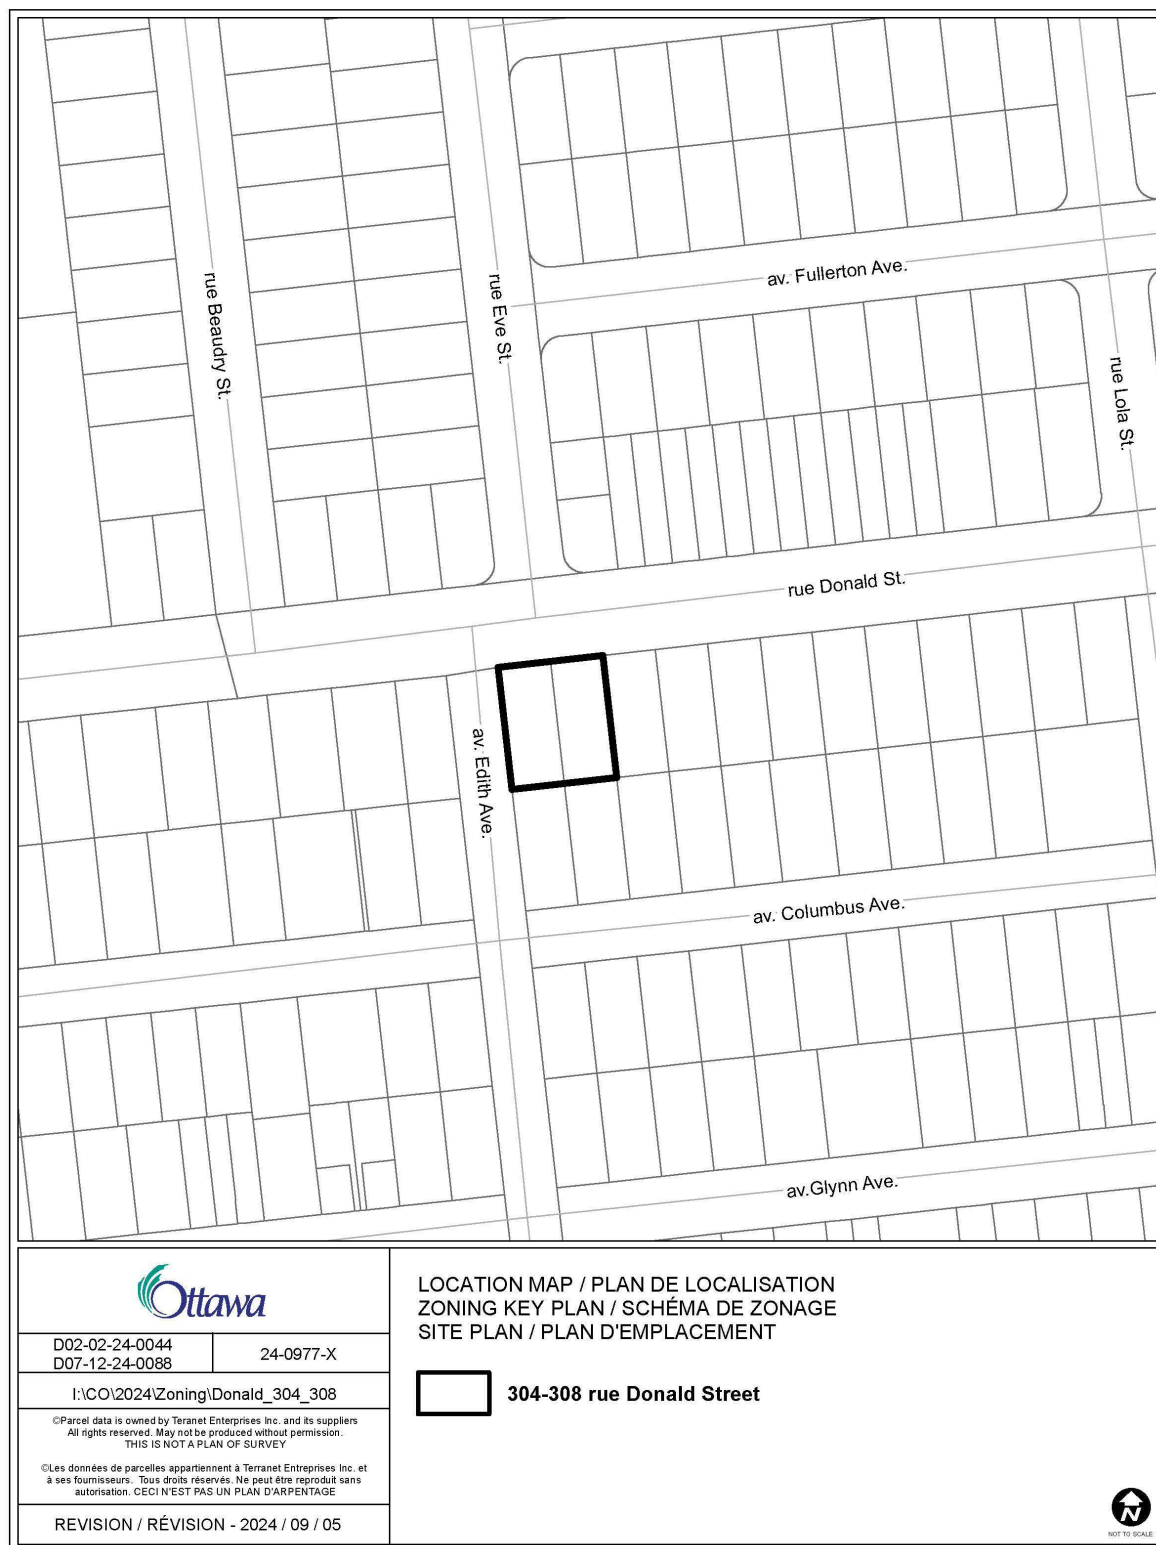 av. Fullerton Ave.
rue Beaudry St.
rue Eve St.
rue Lola St.
rue Donald St.
av. Edith Ave.
av. Columbus Ave.
av.Glynn Ave.
Ottawa
D02-02-24-0044
D07-12-24-0088
24-0977-X
I:\CO\2024\Zoning\Donald_304_308
©Parcel data is owned by Teranet Enterprises Inc. and its suppliers
All rights reserved. May not be produced without permission.
THIS IS NOT A PLAN OF SURVEY
©Les données de parcelles appartiennent à Terranet Entreprises Inc. et
à ses fournisseurs. Tous droits réservés. Ne peut être reproduit sans
autorisation. CECI N'EST PAS UN PLAN D'ARPENTAGE
REVISION / RÉVISION - 2024 / 09 / 05
LOCATION MAP / PLAN DE LOCALISATION
ZONING KEY PLAN / SCHÉMA DE ZONAGE
SITE PLAN / PLAN D'EMPLACEMENT
304-308 rue Donald Street
N
NOT TO SCALE